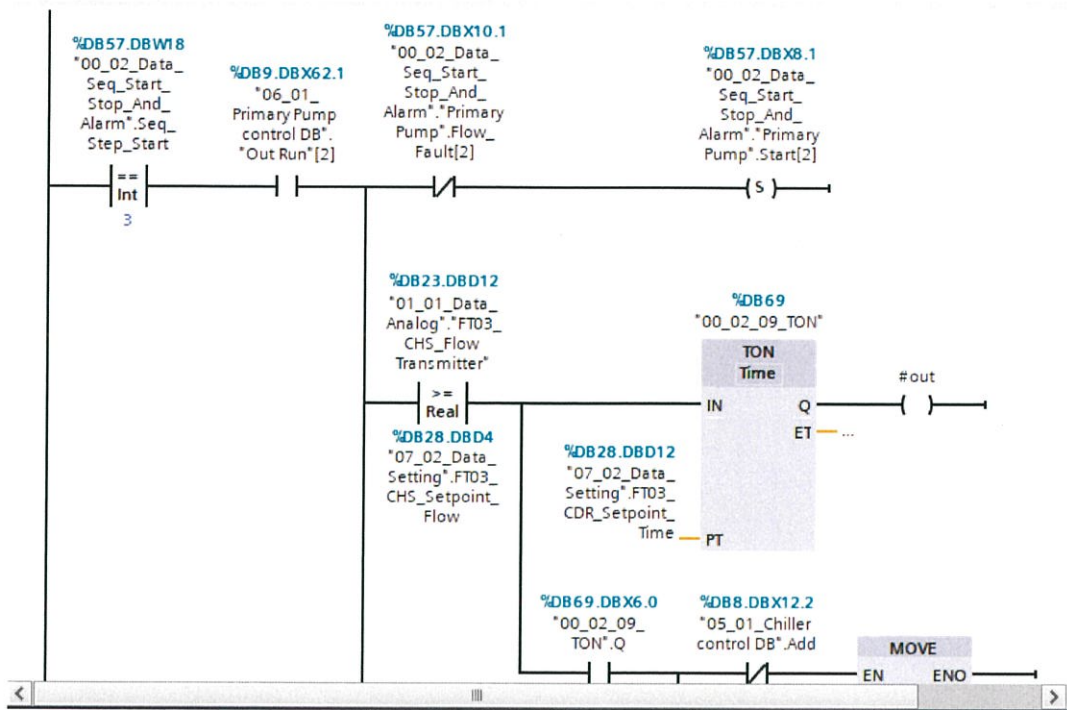 %DB57.DBW18
"00_02_Data_
Seq_Start_
Stop_And_
Alarm".Seq_
Step_Start
==
Int
3
%DB9.DBX62.1
"06_01_
Primary Pump
control DB".
"Out Run"[2]
%DB57.DBX10.1
"00_02_Data_
Seq_Start_
Stop_And_
Alarm"."Primary
Pump".Flow_
Fault[2]
%DB57.DBX8.1
"00_02_Data_
Seq_Start_
Stop_And_
Alarm"."Primary
Pump".Start[2]
S
%DB23.DBD12
"01_01_Data_
Analog"."FT03_
CHS_Flow
Transmitter"
>=
Real
%DB28.DBD4
"07_02_Data_
Setting".FT03_
CHS_Setpoint_
Flow
%DB69
"00_02_09_TON"
TON
Time
IN Q
ET ...
PT
#out
%DB28.DBD12
"07_02_Data_
Setting".FT03_
CDR_Setpoint_
Time
%DB69.DBX6.0
"00_02_09_
TON".Q
%DB8.DBX12.2
"05_01_Chiller
control DB".Add
MOVE
EN ENO